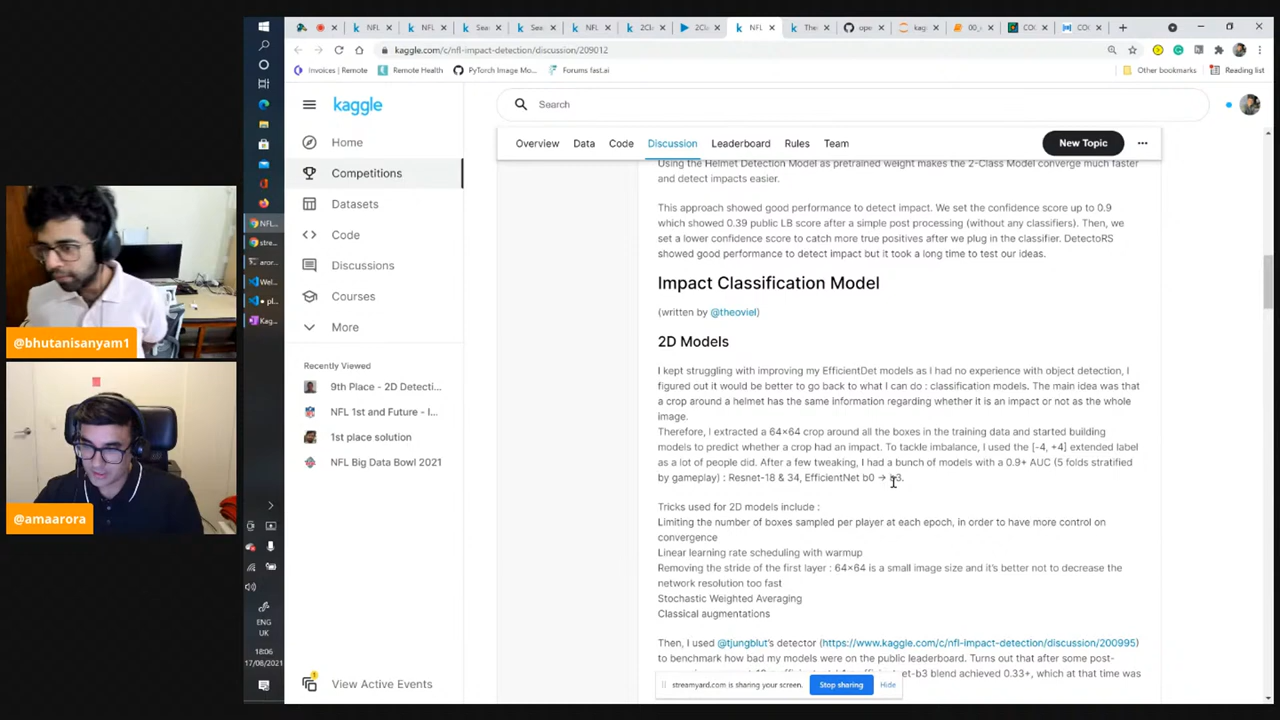 NFL
NFL
Sea
Sea
NFL
2Cl
2Cl
NFL
The
ope
kag
00_
CO
CO
kaggle.com/c/nfl-impact-detection/discussion/209012
Invoices | Remote
Remote Health
PyTorch Image Mo...
Forums fast.ai
Other bookmarks
Reading list
kaggle
Search
Home
Competitions
Datasets
Code
Discussions
Courses
More
Recently Viewed
9th Place - 2D Detecti...
NFL 1st and Future - I...
1st place solution
NFL Big Data Bowl 2021
View Active Events
Overview
Data
Code
Discussion
Leaderboard
Rules
Team
New Topic
Using the Helmet Detection Model as pretrained weight makes the 2-Class Model converge much faster
and detect impacts easier.
This approach showed good performance to detect impact. We set the confidence score up to 0.9
which showed 0.39 public LB score after a simple post processing (without any classifiers). Then, we
set a lower confidence score to catch more true positives after we plug in the classifier. DetectoRS
showed good performance to detect impact but it took a long time to test our ideas.
Impact Classification Model
(written by @theoviel)
2D Models
I kept struggling with improving my EfficientDet models as I had no experience with object detection, I
figured out it would be better to go back to what I can do : classification models. The main idea was that
a crop around a helmet has the same information regarding whether it is an impact or not as the whole
image.
Therefore, I extracted a 64×64 crop around all the boxes in the training data and started building
models to predict whether a crop had an impact. To tackle imbalance, I used the [-4, +4] extended label
as a lot of people did. After a few tweaking, I had a bunch of models with a 0.9+ AUC (5 folds stratified
by gameplay) : Resnet-18 & 34, EfficientNet b0 → b3.
Tricks used for 2D models include :
Limiting the number of boxes sampled per player at each epoch, in order to have more control on
convergence
Linear learning rate scheduling with warmup
Removing the stride of the first layer : 64×64 is a small image size and it's better not to decrease the
network resolution too fast
Stochastic Weighted Averaging
Classical augmentations
Then, I used @tjungblut's detector (https://www.kaggle.com/c/nfl-impact-detection/discussion/200995)
to benchmark how bad my models were on the public leaderboard. Turns out that after some post-
blend achieved 0.33+, which at that time was
streamyard.com is sharing your screen.
Stop sharing
Hide
@bhutanisanyam1
@amaarora
NFL...
stre...
aror...
Wel...
pl...
Kag...
ENG
UK
18:06
17/08/2021